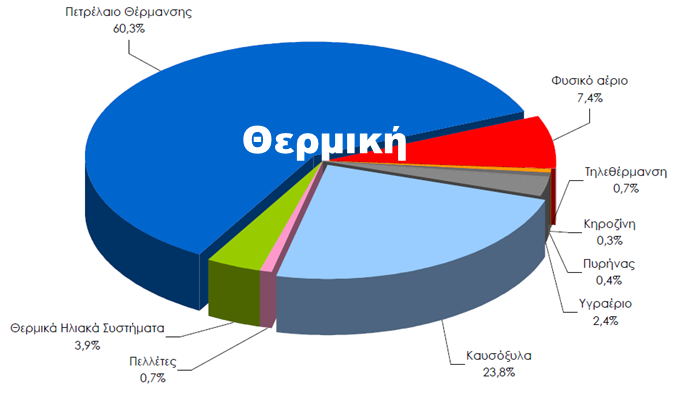 Πετρέλαιο Θέρμανσης
60,3%
Φυσικό αέριο
7,4%
Θερμική
Τηλεθέρμανση
0,7%
Κηροζίνη
0,3%
Πυρήνας
0,4%
Υγραέριο
2,4%
Θερμικά Ηλιακά Συστήματα
3,9%
Πελλέτες
0,7%
Καυσόξυλα
23,8%